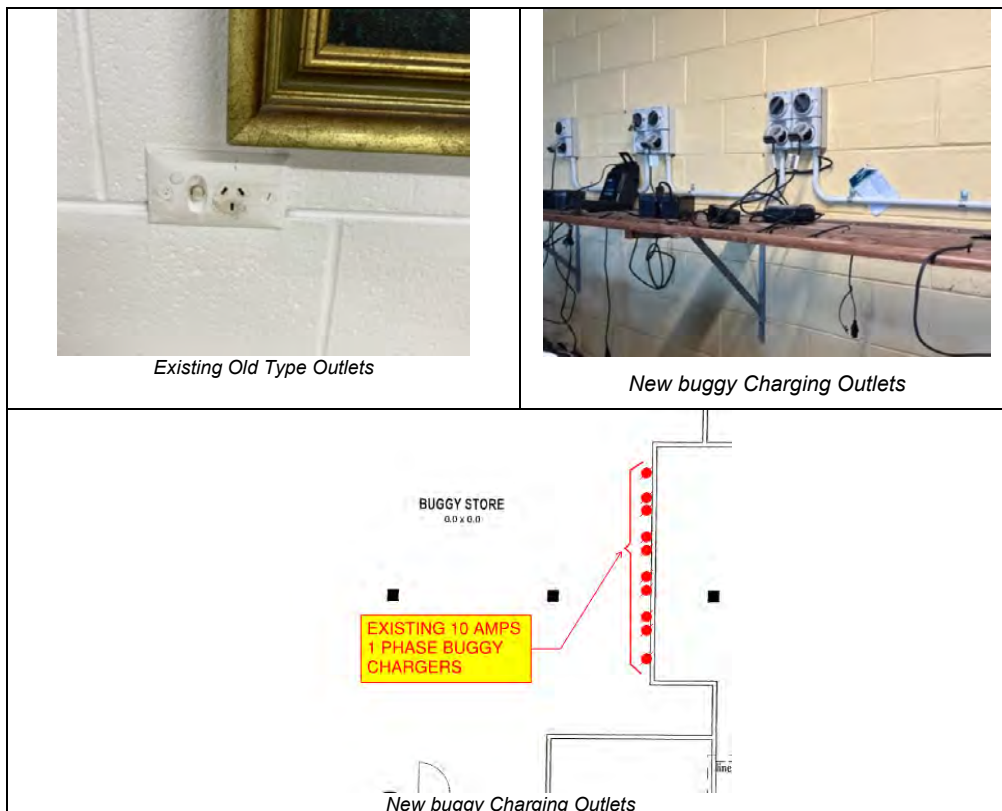 Existing Old Type Outlets
New buggy Charging Outlets
BUGGY STORE
0.0 x 0.0
EXISTING 10 AMPS
1 PHASE BUGGY
CHARGERS
line
New buggy Charging Outlets